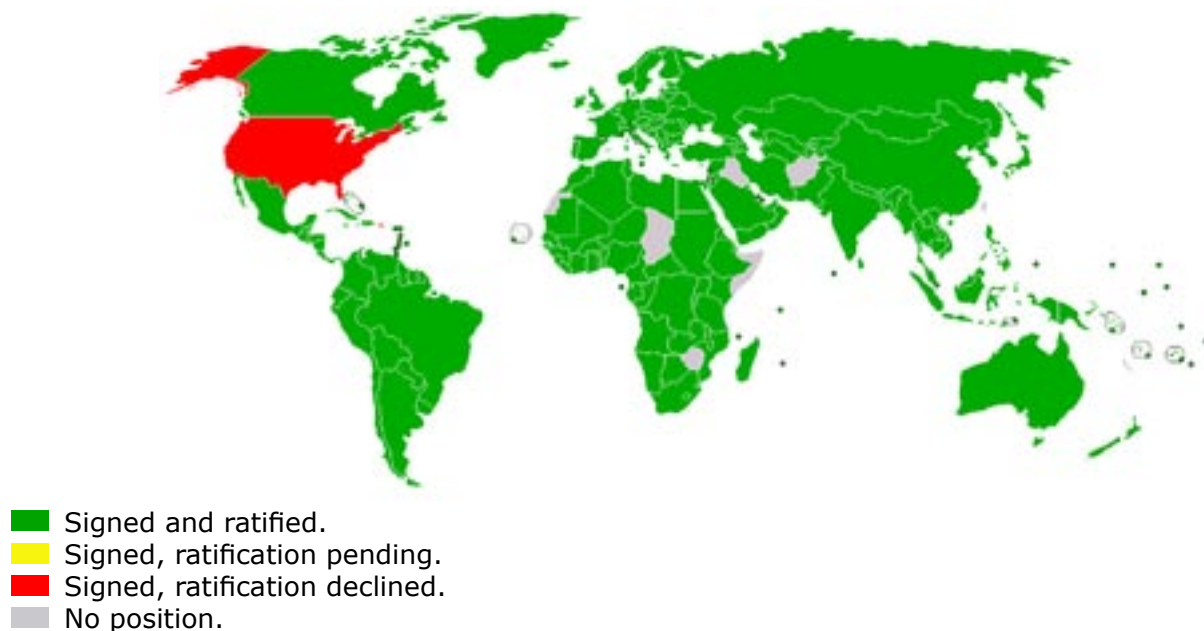 Signed and ratified.
Signed, ratification pending.
Signed, ratification declined.
No position.